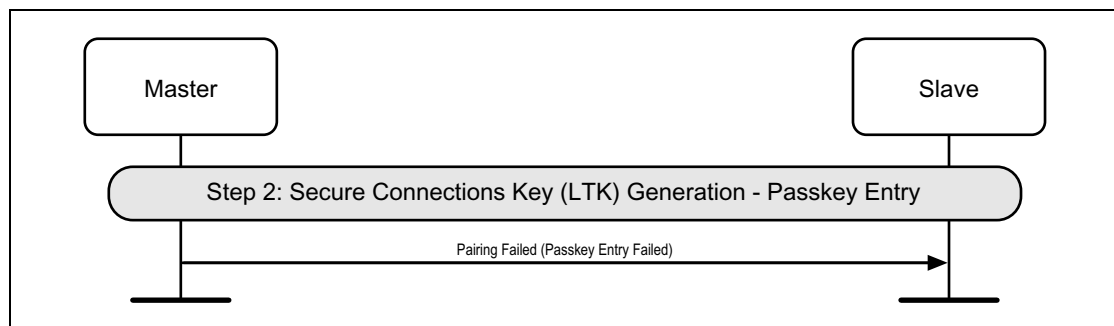 Master
Slave
Step 2: Secure Connections Key (LTK) Generation - Passkey Entry
Pairing Failed (Passkey Entry Failed)